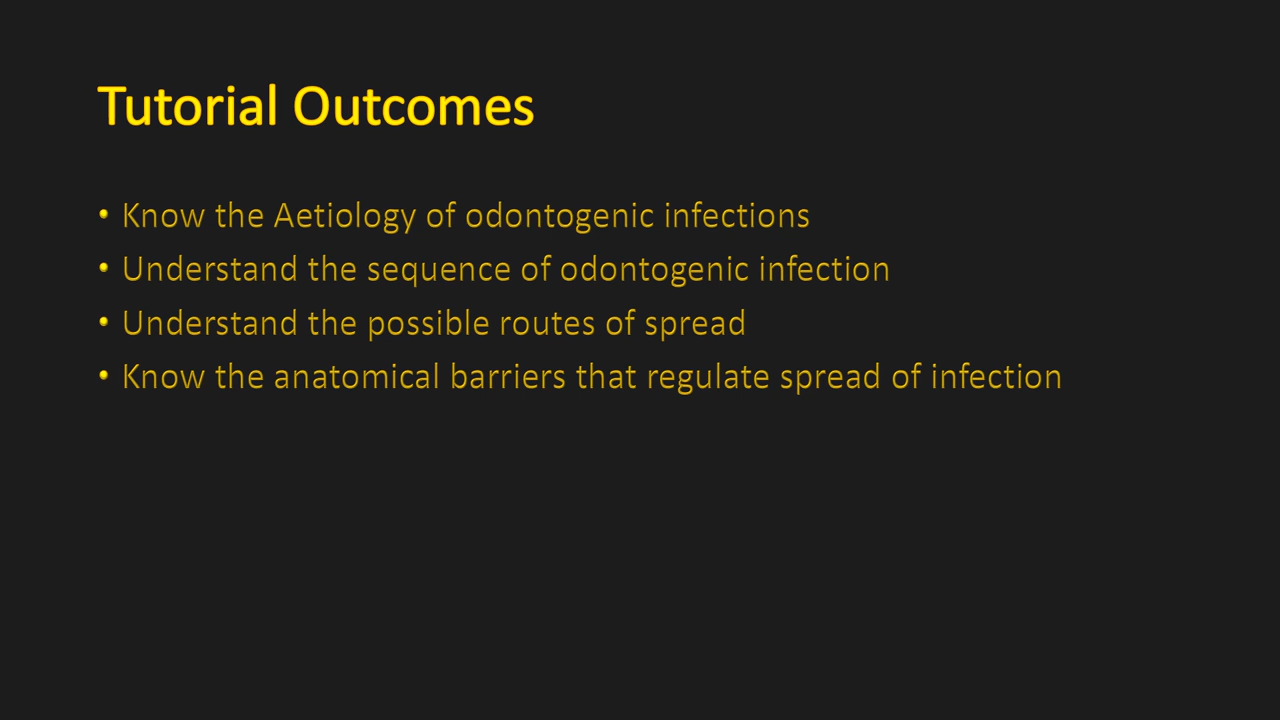 Tutorial Outcomes
• Know the Aetiology of odontogenic infections
• Understand the sequence of odontogenic infection
• Understand the possible routes of spread
• Know the anatomical barriers that regulate spread of infection